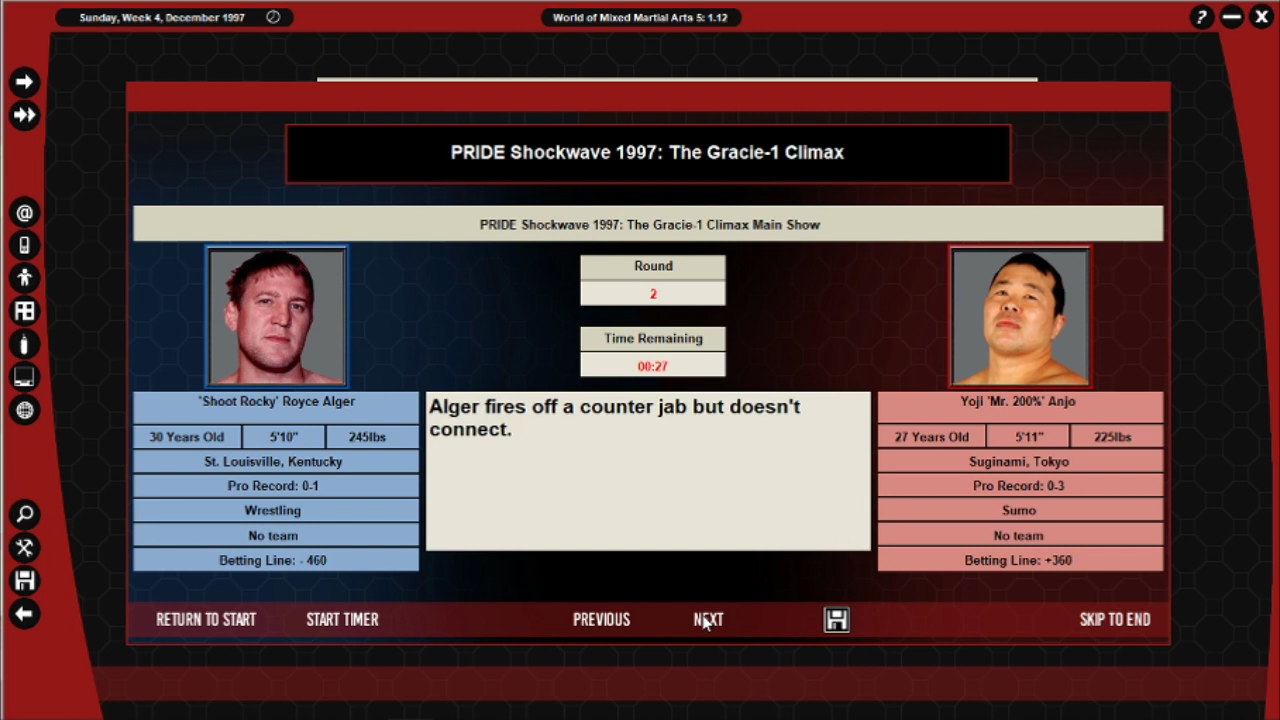 Sunday, Week 4, December 1997
World of Mixed Martial Arts 5: 1.12
?
X
@
PRIDE Shockwave 1997: The Gracie-1 Climax
PRIDE Shockwave 1997: The Gracie-1 Climax Main Show
Round
2
Time Remaining
00:27
'Shoot Rocky' Royce Alger
30 Years Old
5'10"
245lbs
St. Louisville, Kentucky
Pro Record: 0-1
Wrestling
No team
Betting Line: - 460
Alger fires off a counter jab but doesn't
connect.
Yoji 'Mr. 200%' Anjo
27 Years Old
5'11"
225lbs
Suginami, Tokyo
Pro Record: 0-3
Sumo
No team
Betting Line: +360
RETURN TO START
START TIMER
PREVIOUS
NEXT
SKIP TO END